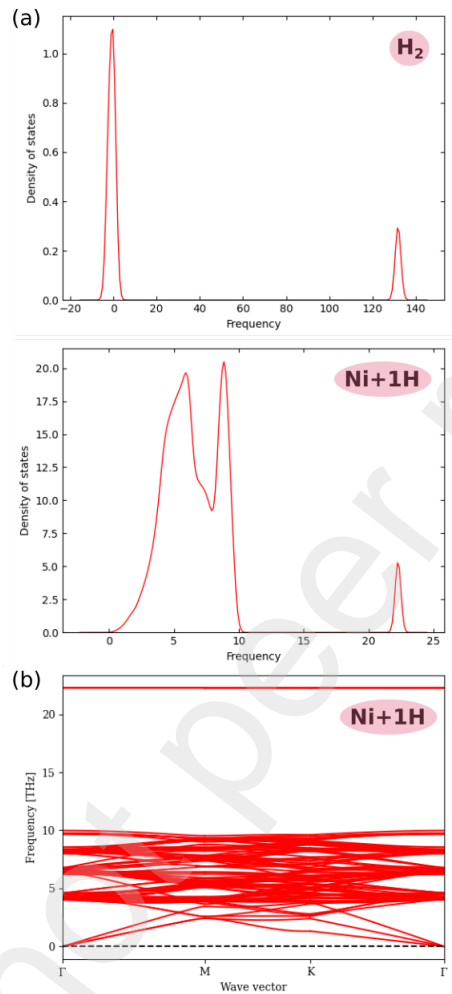 (a)
H₂
Density of states
1.0
0.8
0.6
0.4
0.2
0.0
−20 0 20 40 60 80 100 120 140
Frequency
Ni+1H
Density of states
20.0
17.5
15.0
12.5
10.0
7.5
5.0
2.5
0.0
0 5 10 15 20 25
Frequency
(b)
Ni+1H
Frequency [THz]
20
15
10
5
0
Γ M K Γ
Wave vector
not peer r